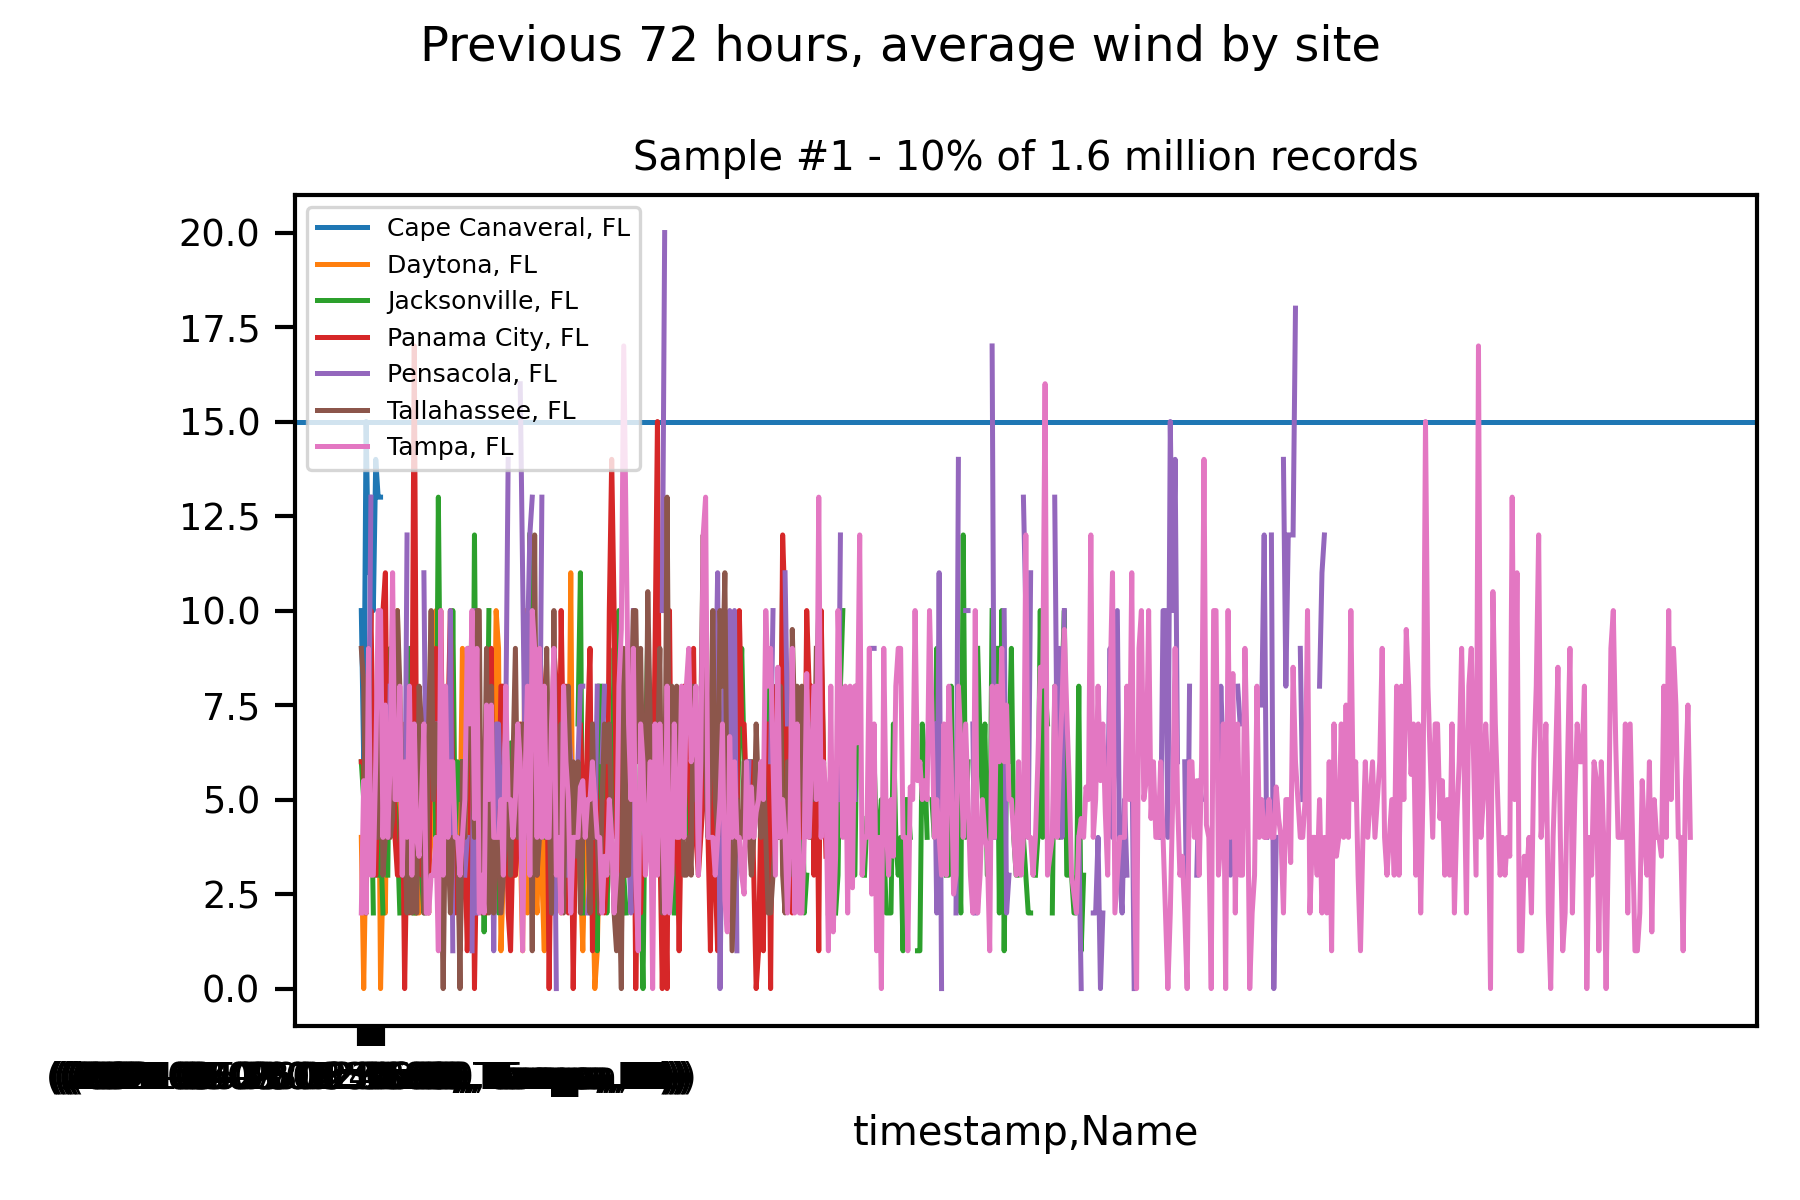 Previous 72 hours, average wind by site
Sample #1 - 10% of 1.6 million records
20.0
17.5
15.0
12.5
10.0
7.5
5.0
2.5
0.0
Cape Canaveral, FL
Daytona, FL
Jacksonville, FL
Panama City, FL
Pensacola, FL
Tallahassee, FL
Tampa, FL
timestamp,Name